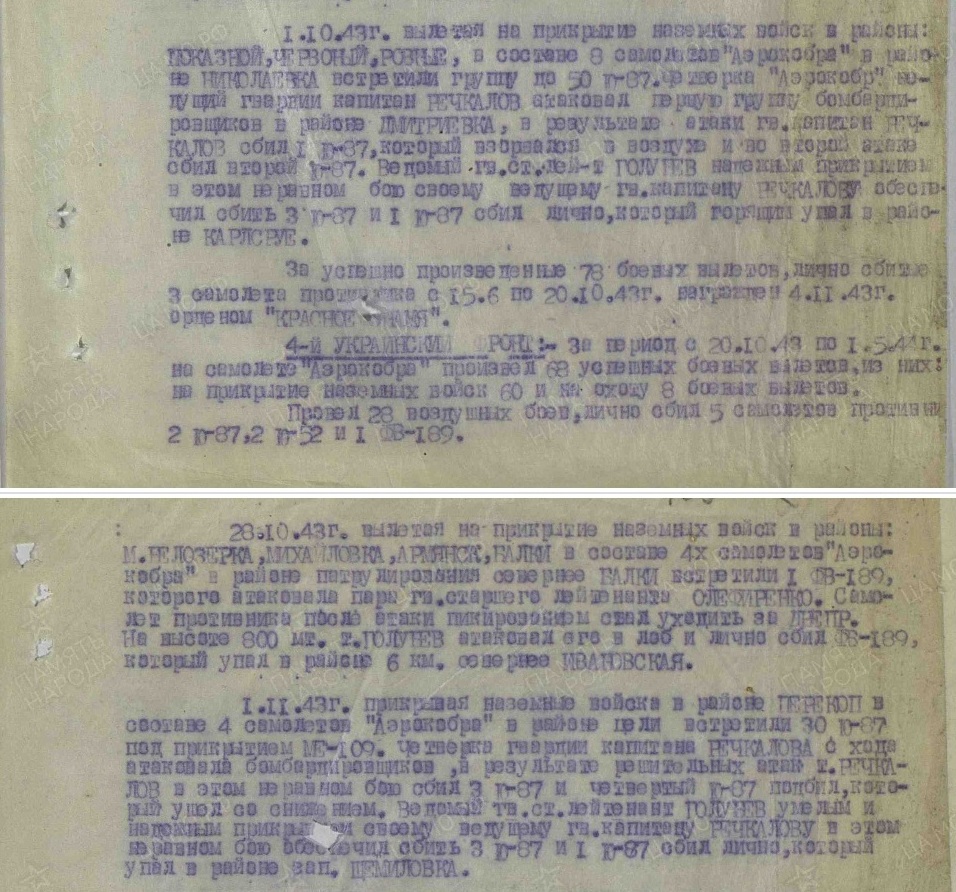 1.10.43г. вылетая на прикрытие наземных войск в районы:
ПОКАЗНОЙ,ЧЕРВОНЫЙ,РОВНЫЕ, в составе 8 самолетов "Аэрокобра" в райо-
не НИКОЛАЕВКА встретили группу до 50 Ю-87.Четверка "Аэрокобр" ве-
дущий гвардии капитан РЕЧКАЛОВ атаковал первую группу бомбарди-
ровщиков в районе ДМИТРИЕВКА, в результате атаки гв.капитан РЕЧ-
КАЛОВ сбил I Ю-87,который взорвался в воздухе и во второй атаке
сбил второй Ю-87. Ведомый гв.ст.лей-т ГОЛУБЕВ надежным прикрытием
в этом неравном бою своему ведущему гв.капитану РЕЧКАЛОВУ обеспе-
чил сбить 3 Ю-87 и I Ю-87 сбил лично,который горящим упал в райо-
не КАРЛСРУЕ.
За успешно произведенные 78 боевых вылетов,лично сбитые
3 самолета противника с 15.6 по 20.10.43г. награжден 4.II.43г.
орденом "КРАСНОЕ ЗНАМЯ".
4-й УКРАИНСКИЙ ФРОНТ:- За период с 20.10.43 по I.5.44г.
на самолете "Аэрокобра" произвел 68 успешных боевых вылетов,из них:
на прикрытие наземных войск 60 и на охоту 8 боевых вылетов.
Провел 28 воздушных боев,лично сбил 5 самолетов противни
2 Ю-87,2 Ю-52 и I ФВ-189.
28.10.43г. вылетая на прикрытие наземных войск в районы:
М.БЕЛОЗЕРКА,МИХАЙЛОВКА,АРМЯНСК,БАЛКИ в составе 4х самолетов"Аэро-
кобра" в районе патрулирования севернее БАЛКИ встретили I ФВ-189,
которого атаковала пара гв.старшего лейтенанта ОЛЕФИРЕНКО. Само-
лет противника после атаки пикированием стал уходить за ДНЕПР.
На высоте 800 мт. т.ГОЛУБЕВ атаковал его в лоб и лично сбил ФВ-189,
который упал в районе 6 км. севернее ИВАНОВСКАЯ.
I.II.43г. прикрывая наземные войска в районе ПЕРЕКОП в
составе 4 самолетов "Аэрокобра" в районе цели встретили 30 Ю-87
под прикрытием МЕ-109. Четверка гвардии капитана РЕЧКАЛОВА с хода
атаковала бомбардировщиков ,в результате решительных атак т.РЕЧКА-
ЛОВ в этом неравном бою сбил 3 Ю-87 и четвертый Ю-87 подбил,кото-
рый ушел со снижением. Ведомый гв.ст.лейтенант ГОЛУБЕВ умелым и
надежным прикрытием своему ведущему гв.капитану РЕЧКАЛОВУ в этом
неравном бою обеспечил сбить 3 Ю-87 и I Ю-87 сбил лично,который
упал в районе зап. ЩЕМИЛОВКА.